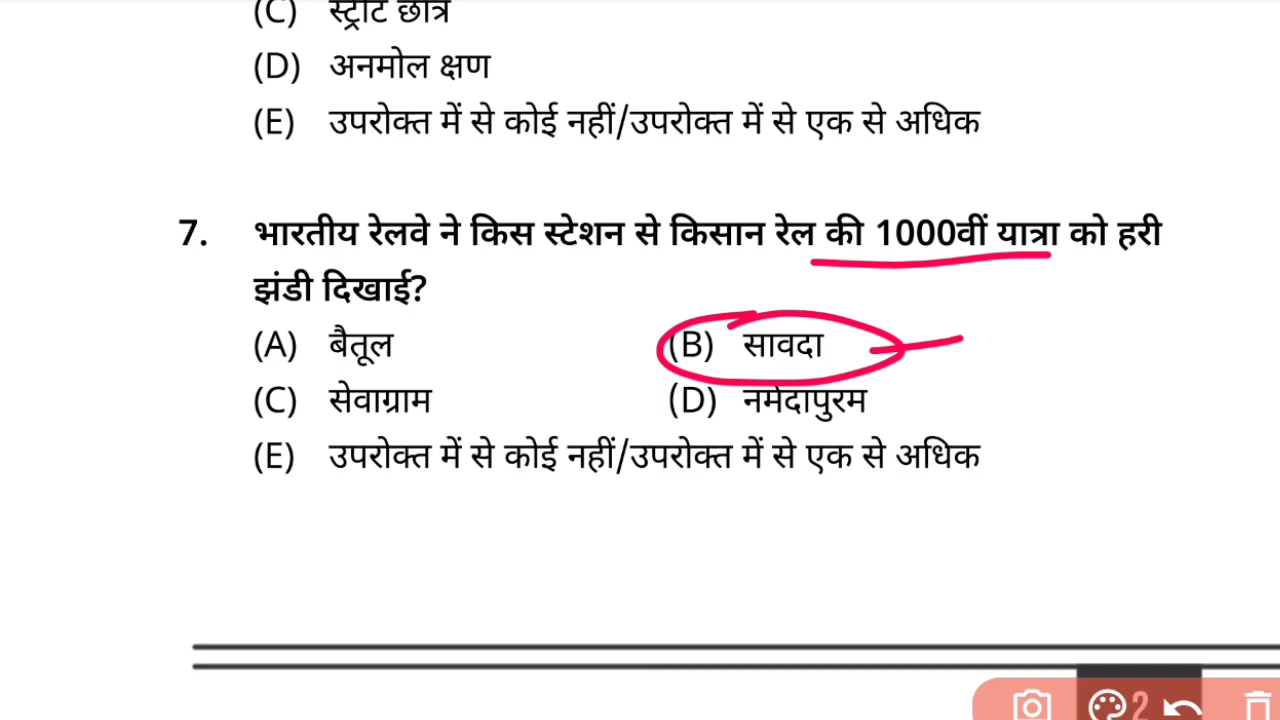 (C) स्ट्रीट छात्र
(D) अनमोल क्षण
(E) उपरोक्त में से कोई नहीं/उपरोक्त में से एक से अधिक
7. भारतीय रेलवे ने किस स्टेशन से किसान रेल की 1000वीं यात्रा को हरी
झंडी दिखाई?
(A) बैतूल (B) सावदा
(C) सेवाग्राम (D) नर्मदापुरम
(E) उपरोक्त में से कोई नहीं/उपरोक्त में से एक से अधिक
2